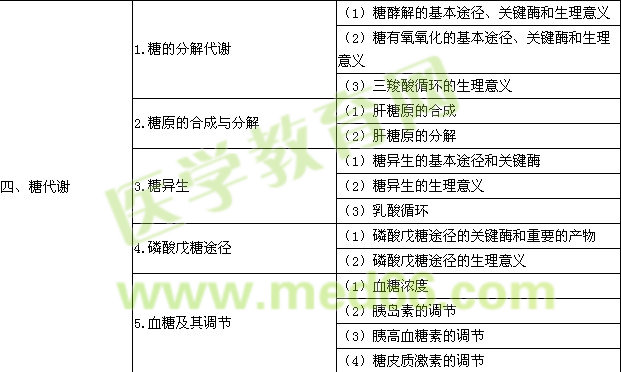 四、糖代谢
1.糖的分解代谢
(1) 糖酵解的基本途径、关键酶和生理意义
(2) 糖有氧氧化的基本途径、关键酶和生理
意义
(3) 三羧酸循环的生理意义
2.糖原的合成与分解
(1) 肝糖原的合成
(2) 肝糖原的分解
3.糖异生
(1) 糖异生的基本途径和关键酶
(2) 糖异生的生理意义
(3) 乳酸循环
4.磷酸戊糖途径
(1) 磷酸戊糖途径的关键酶和重要的产物
(2) 磷酸戊糖途径的生理意义
5.血糖及其调节
(1) 血糖浓度
(2) 胰岛素的调节
(3) 胰高血糖素的调节
(4) 糖皮质激素的调节
医学教育网
www.med66.com